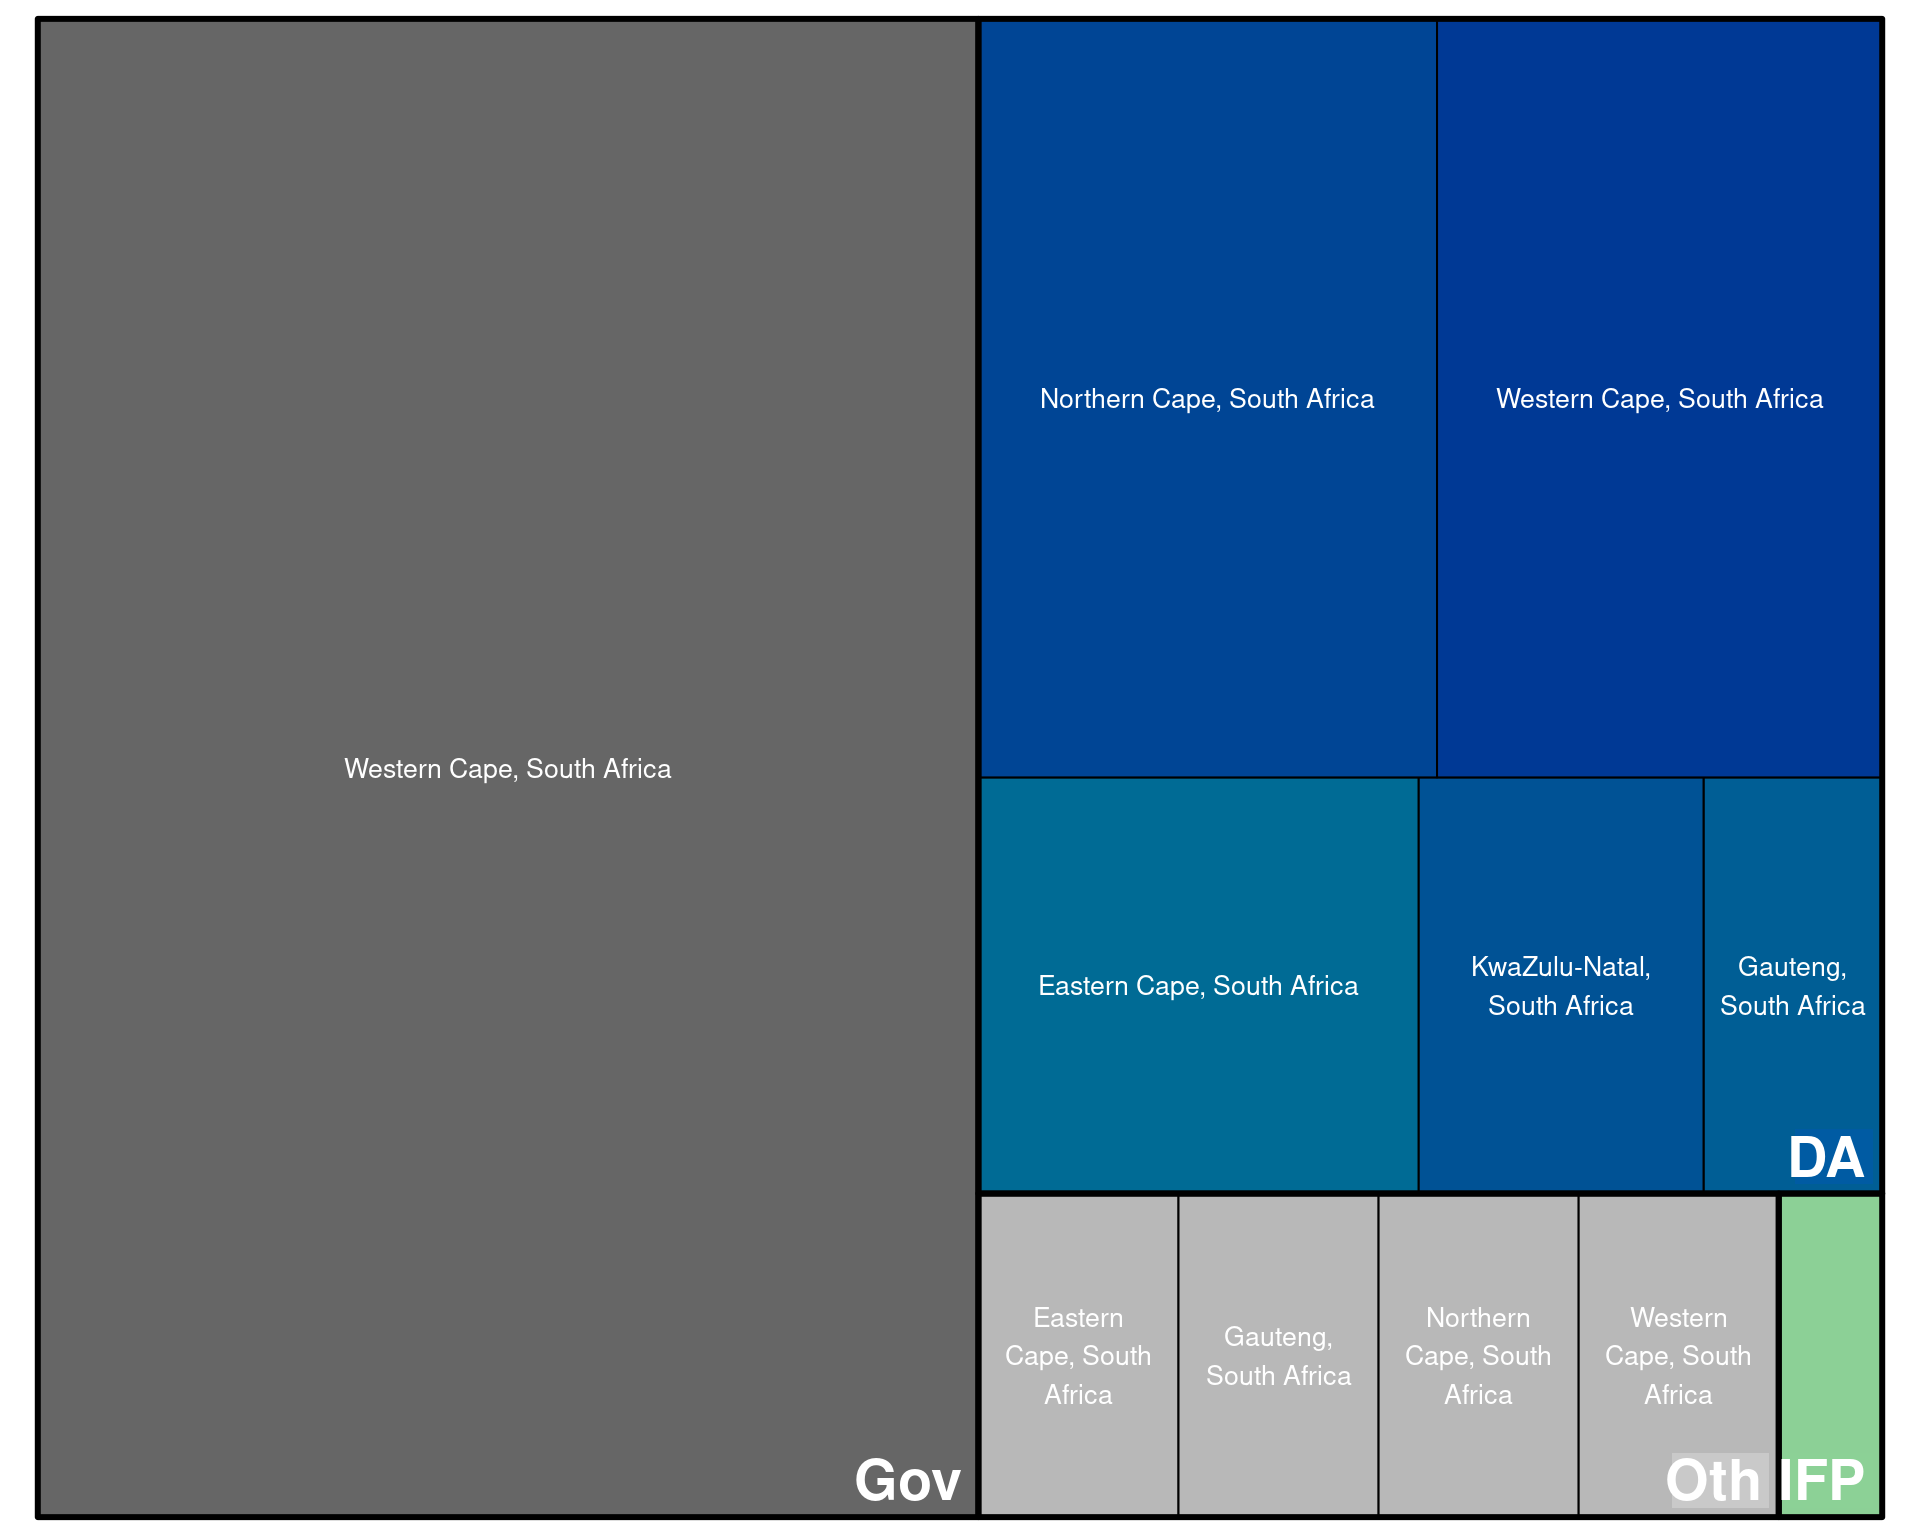 Western Cape, South Africa
Gov
Northern Cape, South Africa
Western Cape, South Africa
Eastern Cape, South Africa
KwaZulu-Natal,
South Africa
Gauteng,
South Africa
DA
Eastern
Cape, South
Africa
Gauteng,
South Africa
Northern
Cape, South
Africa
Western
Cape, South
Africa
Oth
IFP